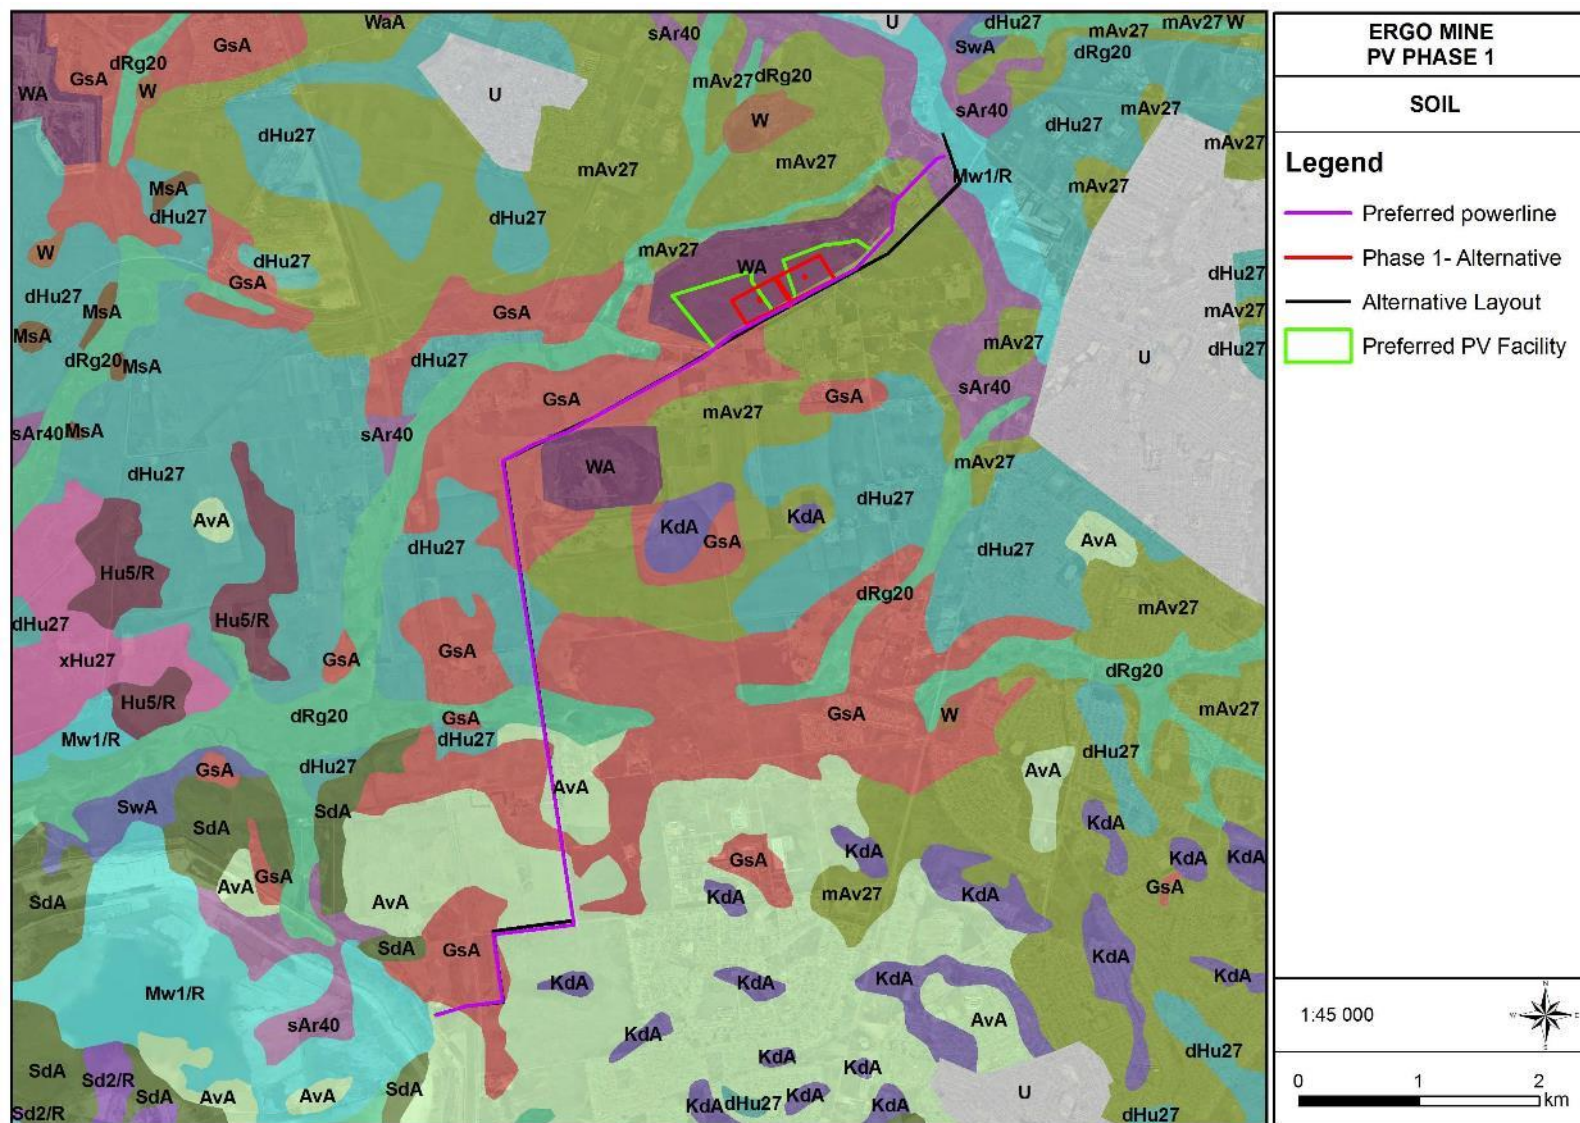 WaA
U
sAr40
dHu27
mAv27
mAv27 W
GsA
dRg20
GsA
W
WA
U
mAv27
dRg20
SwA
dRg20
W
sAr40
mAv27
dHu27
dHu27
mAv27
mAv27
mAv27
MsA
dHu27
dHu27
Mw1/R
mAv27
W
dHu27
GsA
mAv27
WA
dHu27
dHu27
MsA
MsA
GsA
mAv27
mAv27
dHu27
dRg20
MsA
dHu27
U
GsA
GsA
sAr40
sAr40
MsA
sAr40
mAv27
dHu27
WA
mAv27
AvA
dHu27
KdA
KdA
GsA
dHu27
dHu27
AvA
Hu5/R
Hu5/R
dRg20
mAv27
dHu27
xHu27
GsA
GsA
dRg20
Hu5/R
Mw1/R
dRg20
GsA
dHu27
GsA
W
mAv27
GsA
dHu27
AvA
dHu27
SwA
SdA
SdA
AvA
KdA
AvA
GsA
SdA
AvA
GsA
KdA
KdA
mAv27
KdA
KdA
KdA
GsA
SdA
GsA
Mw1/R
KdA
KdA
KdA
KdA
sAr40
KdA
AvA
SdA
Sd2/R
SdA
Sd2/R
AvA
AvA
SdA
KdA
KdA
KdA
dHu27
KdA
KdA
U
dHu27
dHu27
ERGO MINE
PV PHASE 1
SOIL
Legend
Preferred powerline
Phase 1- Alternative
Alternative Layout
Preferred PV Facility
1:45 000
N
W
E
S
0 1 2
km